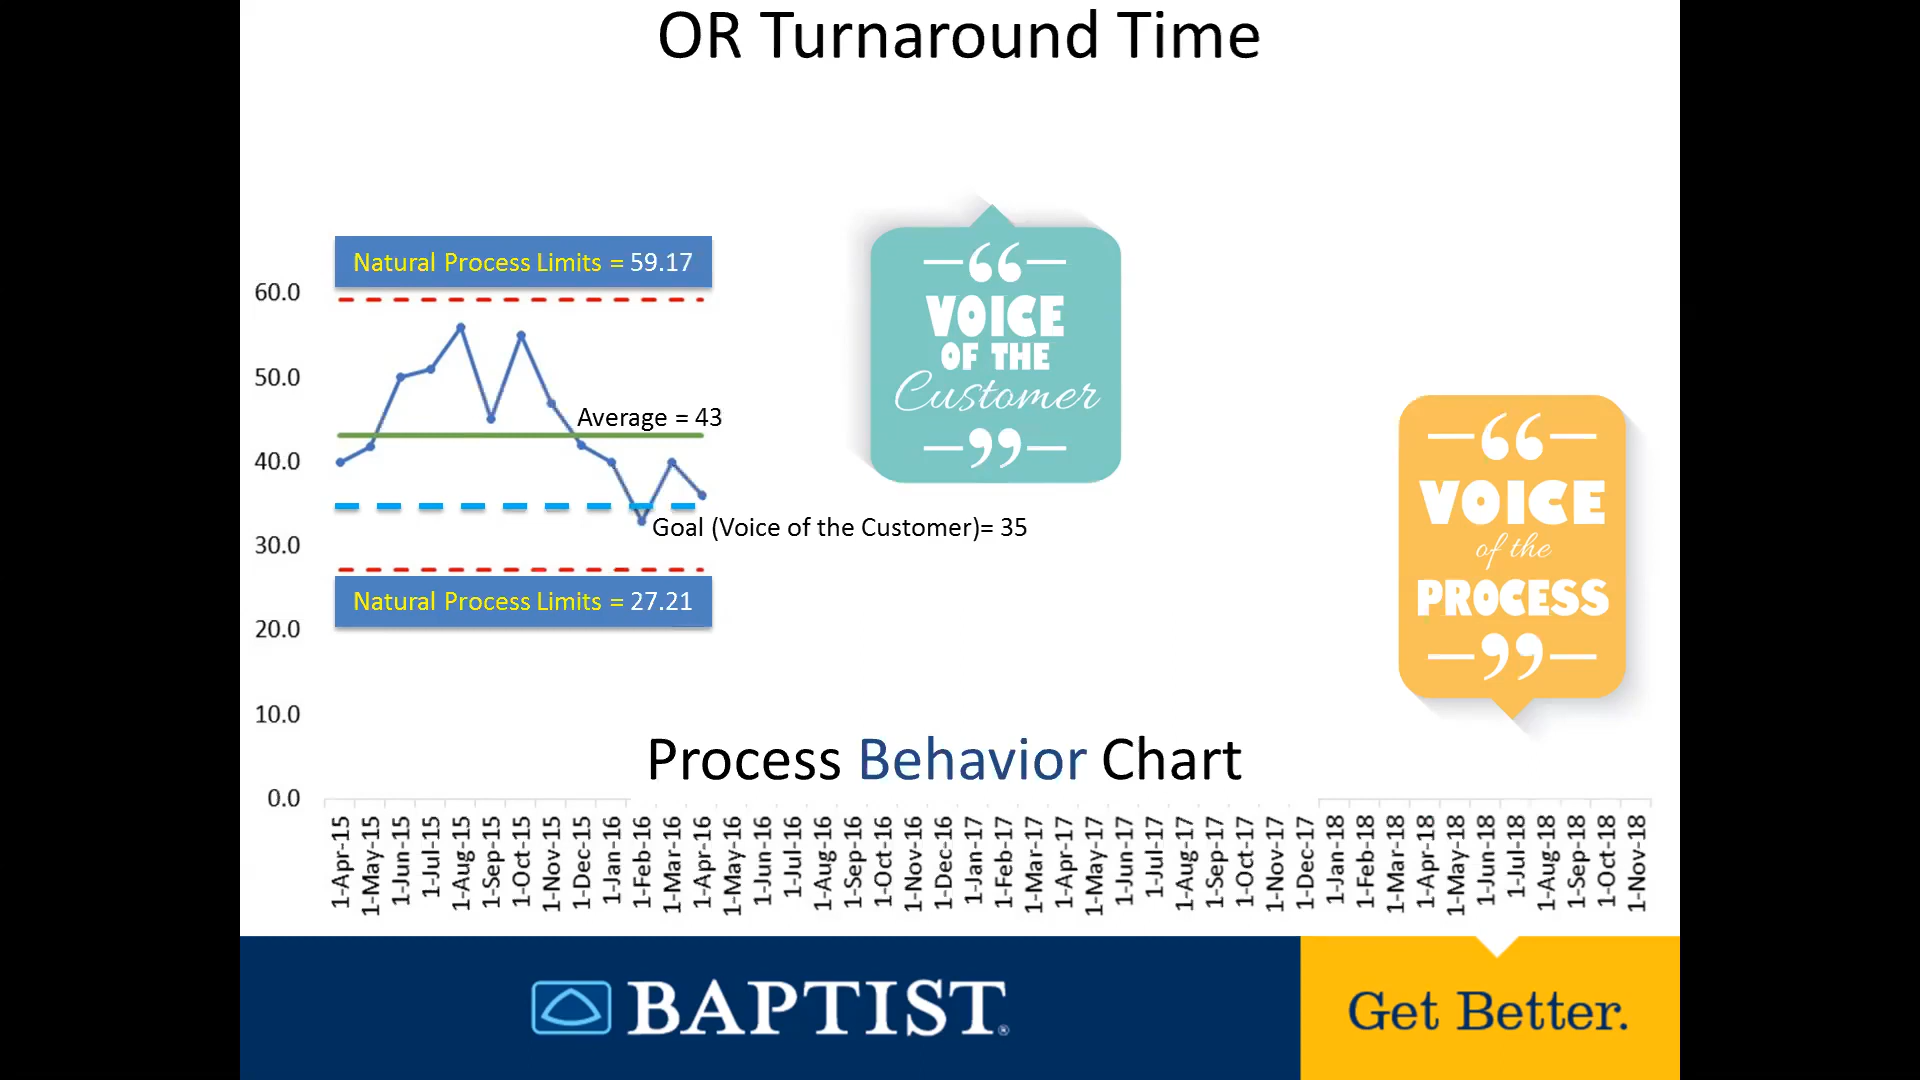 OR Turnaround Time
Natural Process Limits = 59.17
60.0
50.0
40.0
30.0
20.0
10.0
0.0
Average = 43
Goal (Voice of the Customer)= 35
Natural Process Limits = 27.21
“
VOICE
OF THE
Customer
”
“
VOICE
of the
PROCESS
”
Process Behavior Chart
1-Apr-15
1-May-15
1-Jun-15
1-Jul-15
1-Aug-15
1-Sep-15
1-Oct-15
1-Nov-15
1-Dec-15
1-Jan-16
1-Feb-16
1-Mar-16
1-Apr-16
1-May-16
1-Jun-16
1-Jul-16
1-Aug-16
1-Sep-16
1-Oct-16
1-Nov-16
1-Dec-16
1-Jan-17
1-Feb-17
1-Mar-17
1-Apr-17
1-May-17
1-Jun-17
1-Jul-17
1-Aug-17
1-Sep-17
1-Oct-17
1-Nov-17
1-Dec-17
1-Jan-18
1-Feb-18
1-Mar-18
1-Apr-18
1-May-18
1-Jun-18
1-Jul-18
1-Aug-18
1-Sep-18
1-Oct-18
1-Nov-18
BAPTIST®
Get Better.